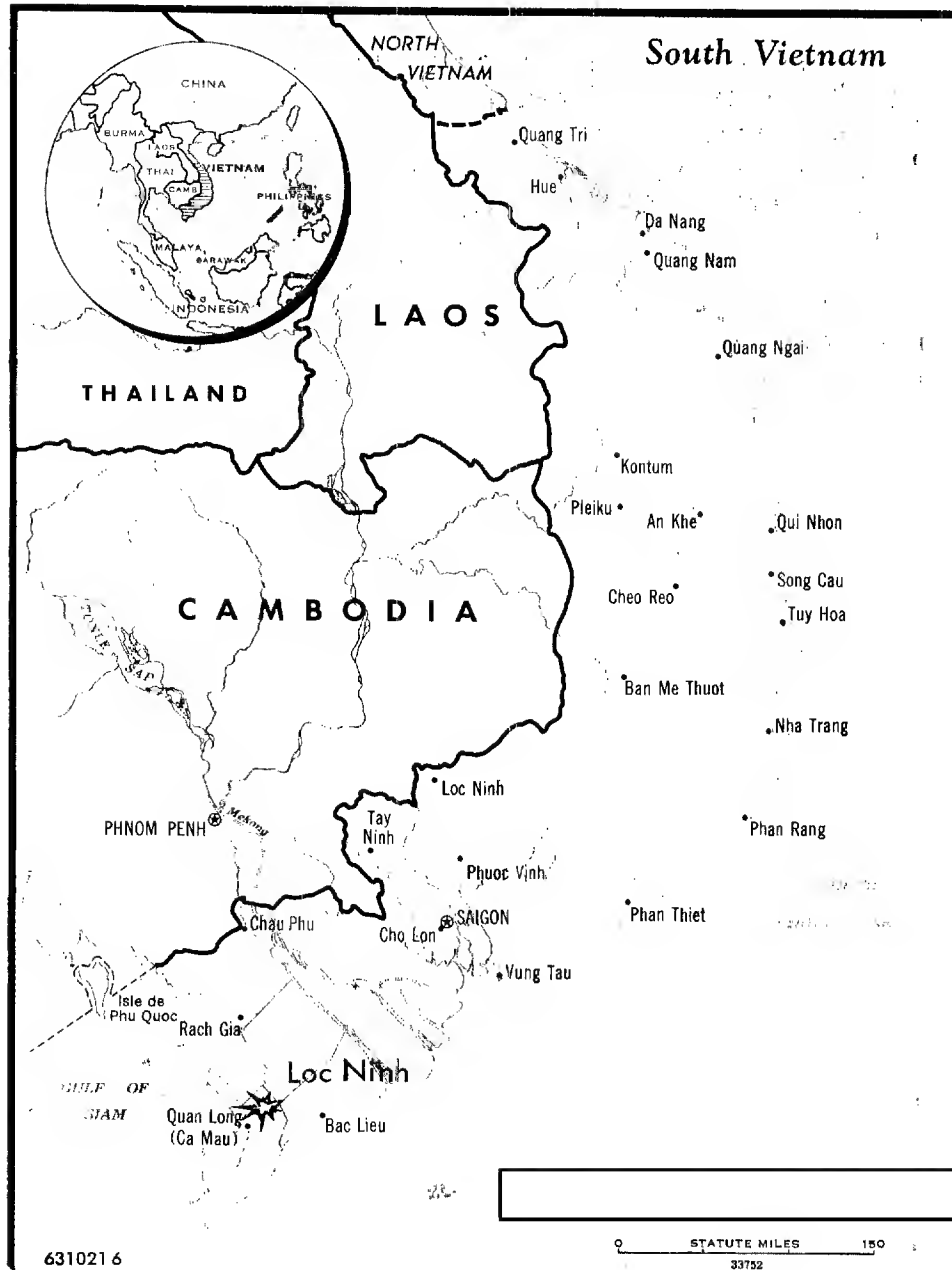 South Vietnam
NORTH
VIETNAM
CHINA
BURMA
LAOS
THAI
VIETNAM
CAMB
PHILIPPINES
MALAYA
SARAWAK
INDONESIA
Quang Tri
Hue
Da Nang
Quang Nam
LAOS
Quang Ngai
THAILAND
Kontum
Pleiku
An Khe
Qui Nhon
Song Cau
Cheo Reo
Tuy Hoa
CAMBODIA
TONLE
SAP
Ban Me Thuot
Nha Trang
Loc Ninh
PHNOM PENH
Mekong
Tay
Ninh
Phan Rang
Phuoc Vinh
Chau Phu
SAIGON
Cho Lon
Phan Thiet
Vung Tau
Isle de
Phu Quoc
Rach Gia
Loc Ninh
GULF OF
SIAM
Quan Long
(Ca Mau)
Bac Lieu
6310216
0 STATUTE MILES 150
33752